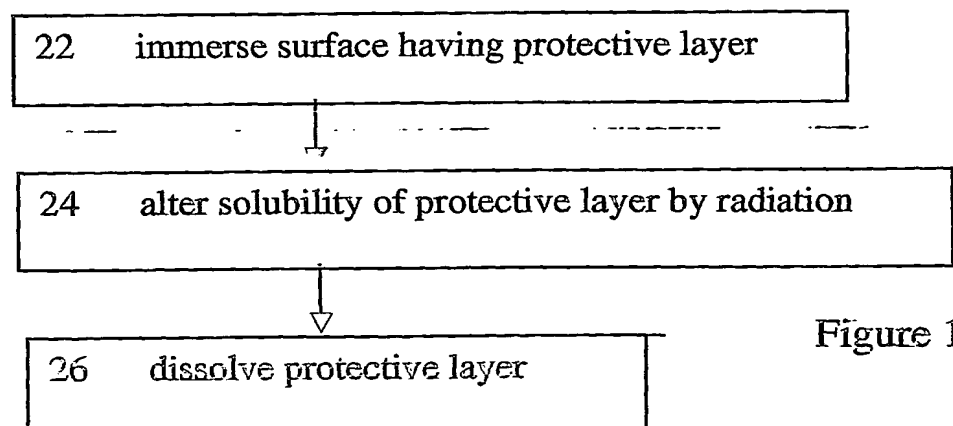 22 immerse surface having protective layer
24 alter solubility of protective layer by radiation
Figure 1
26 dissolve protective layer